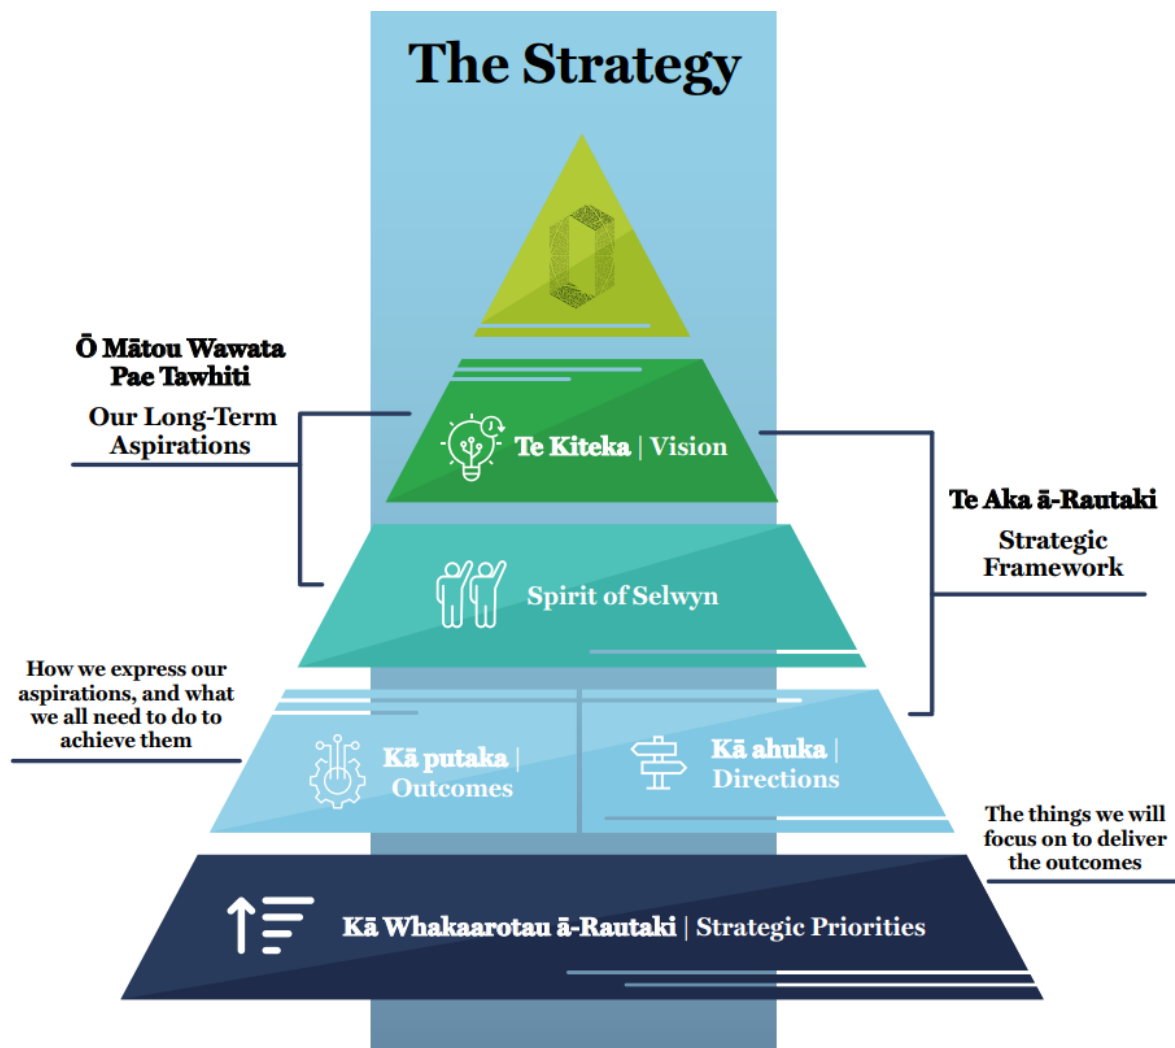 The Strategy
Ō Mātou Wawata
Pae Tawhiti
Our Long-Term
Aspirations
Te Kiteka | Vision
Te Aka ā-Rautaki
Strategic
Framework
Spirit of Selwyn
How we express our
aspirations, and what
we all need to do to
achieve them
Kā putaka |
Outcomes
Kā ahuka |
Directions
The things we will
focus on to deliver
the outcomes
Kā Whakaarotau ā-Rautaki | Strategic Priorities